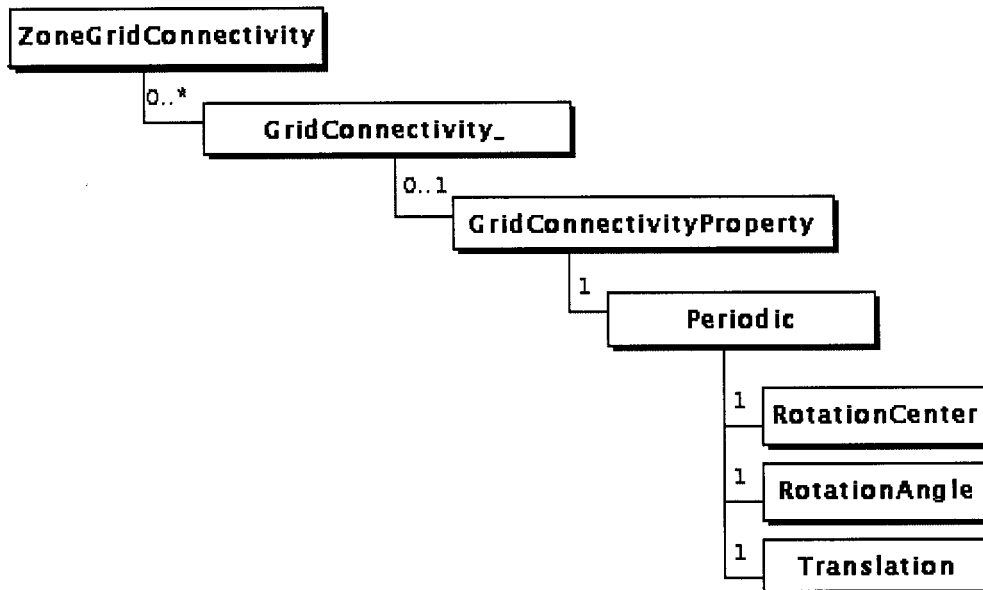 ZoneGridConnectivity
0..*
GridConnectivity_
0..1
GridConnectivityProperty
1
Periodic
1
RotationCenter
1
RotationAngle
1
Translation